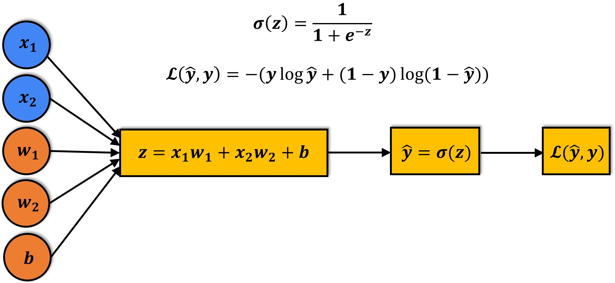 σ(z) = 1 / (1 + e^{-z})
ℒ(ŷ, y) = −(y log ŷ + (1 − y) log(1 − ŷ))
x₁
x₂
w₁
w₂
b
z = x₁w₁ + x₂w₂ + b
ŷ = σ(z)
ℒ(ŷ, y)